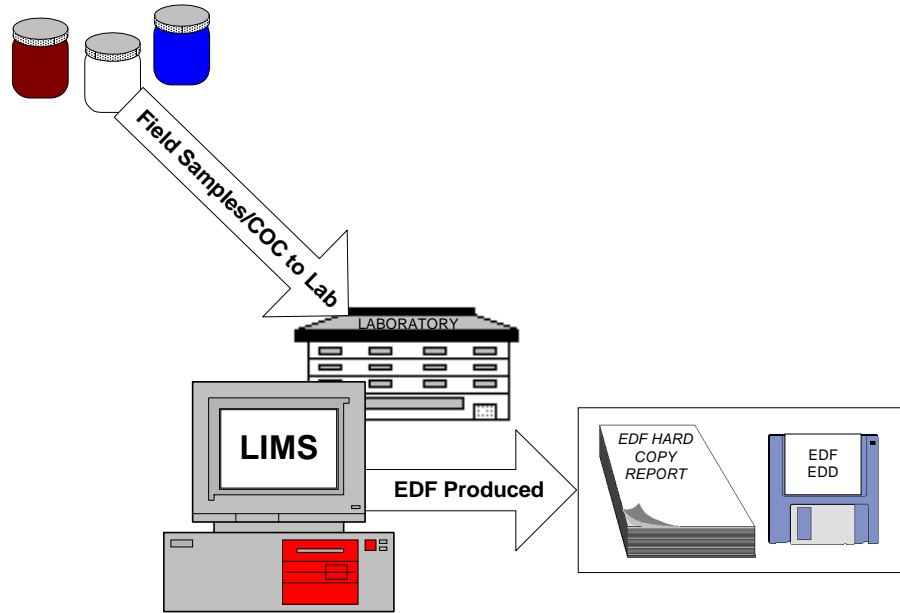 Field Samples/COC to Lab
LABORATORY
LIMS
EDF Produced
EDF HARD
COPY
REPORT
EDF
EDD